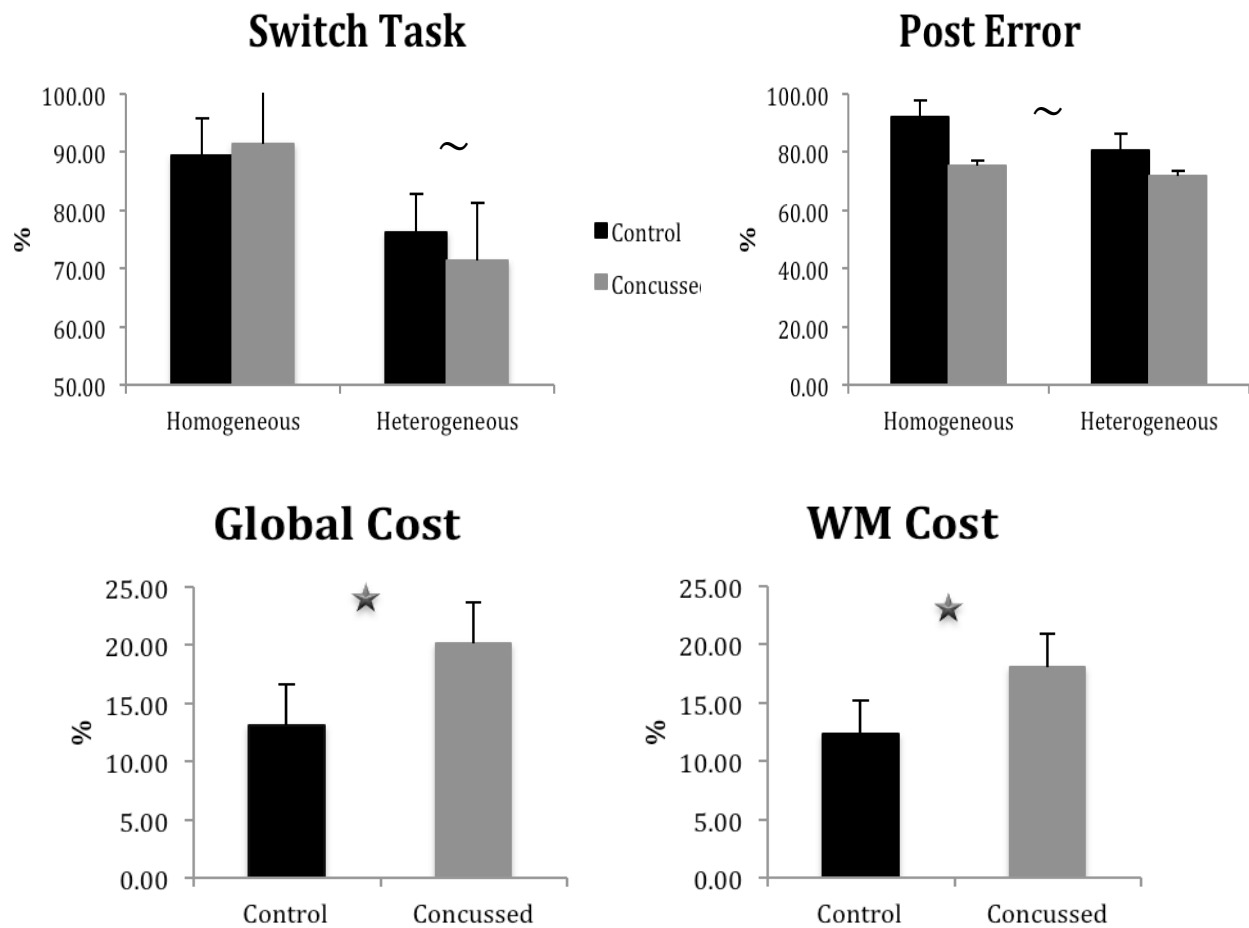 Switch Task
100.00
90.00
80.00
70.00
60.00
50.00
%
~
Homogeneous
Heterogeneous
Control
Concusse
Post Error
100.00
80.00
60.00
40.00
20.00
0.00
%
~
Homogeneous
Heterogeneous
Global Cost
25.00
20.00
15.00
10.00
5.00
0.00
%
Control
Concussed
WM Cost
25.00
20.00
15.00
10.00
5.00
0.00
%
Control
Concussed